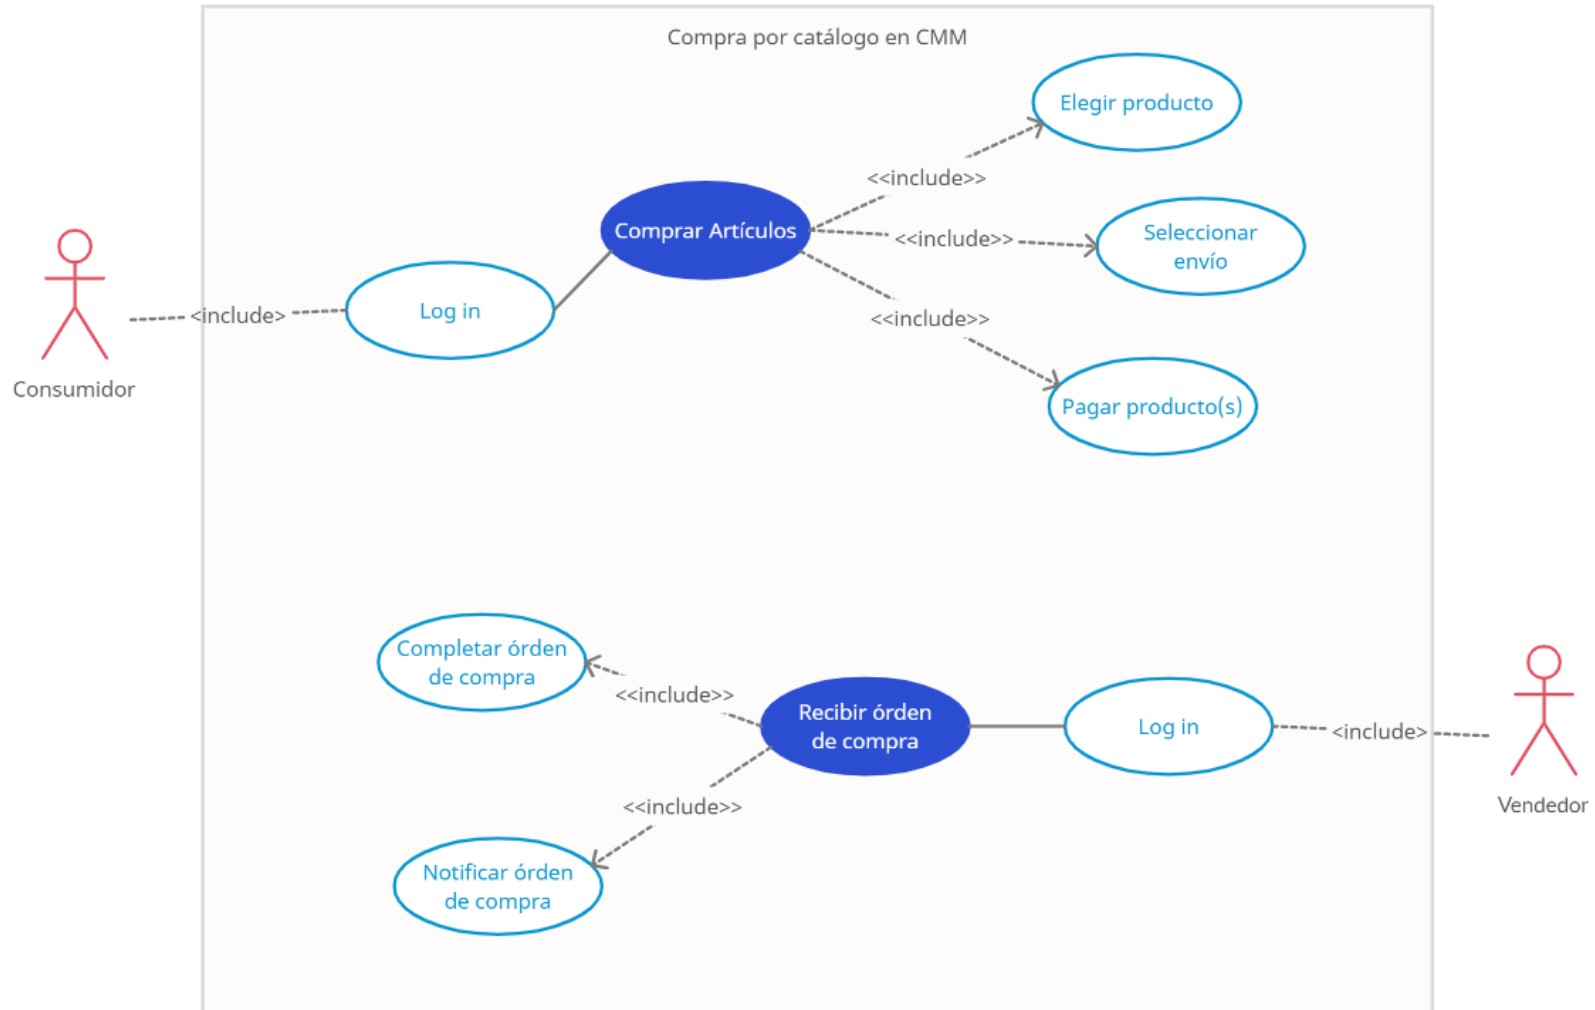 Compra por catálogo en CMM
Elegir producto
<<include>>
Comprar Artículos
<<include>>
Seleccionar
envío
<include>
Log in
<<include>>
Consumidor
Pagar producto(s)
Completar órden
de compra
<<include>>
Recibir órden
de compra
Log in
<include>
<<include>>
Vendedor
Notificar órden
de compra